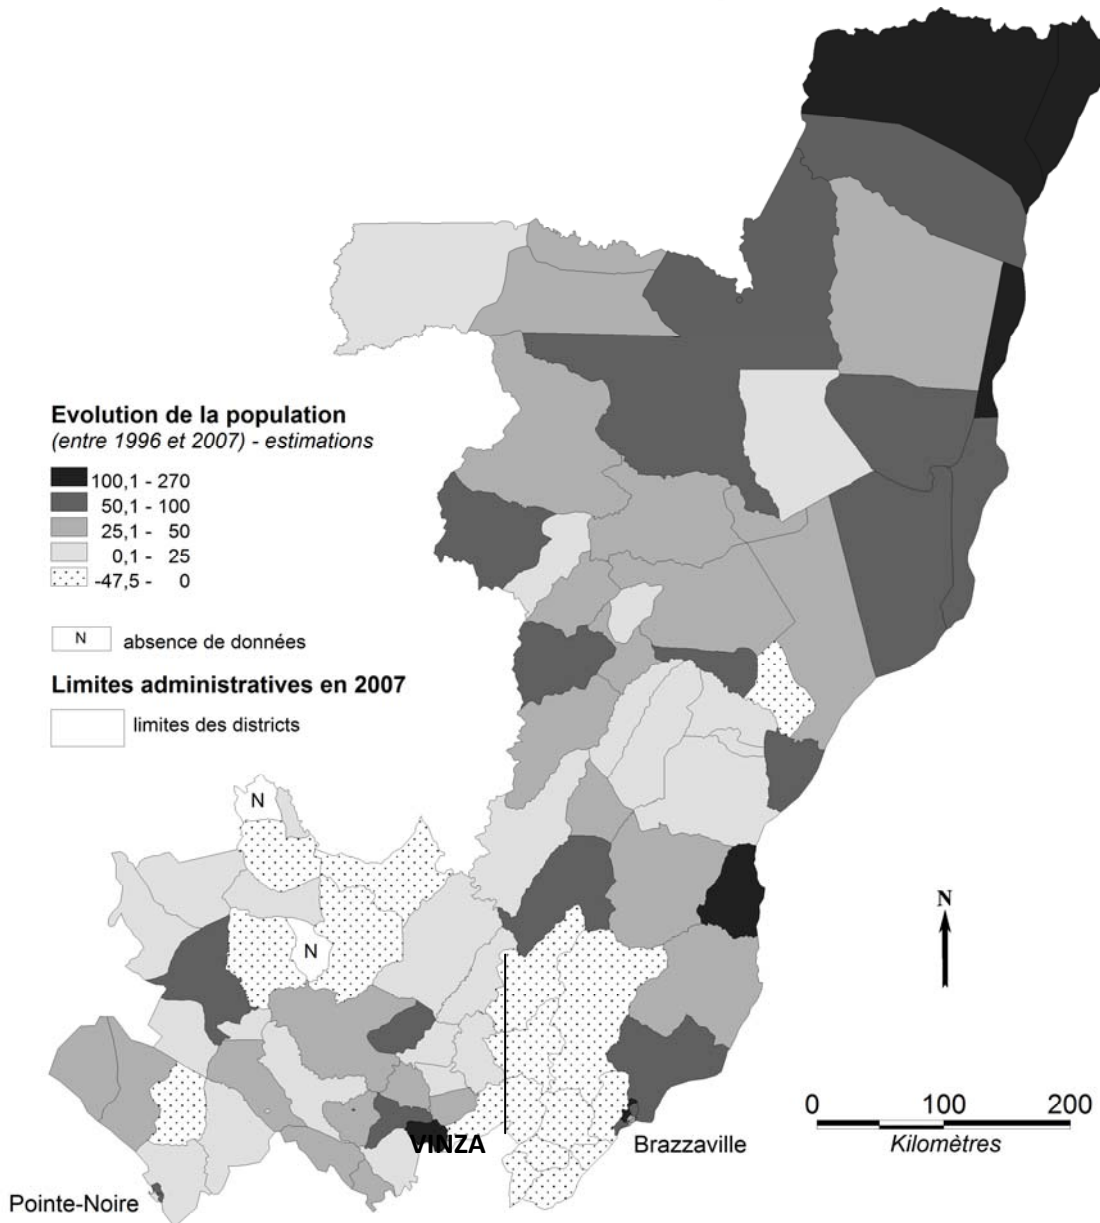 Evolution de la population
(entre 1996 et 2007) - estimations
100,1 - 270
50,1 - 100
25,1 - 50
0,1 - 25
-47,5 - 0
N absence de données
Limites administratives en 2007
limites des districts
N
N
N
0 100 200
Kilomètres
VINZA
Brazzaville
Pointe-Noire